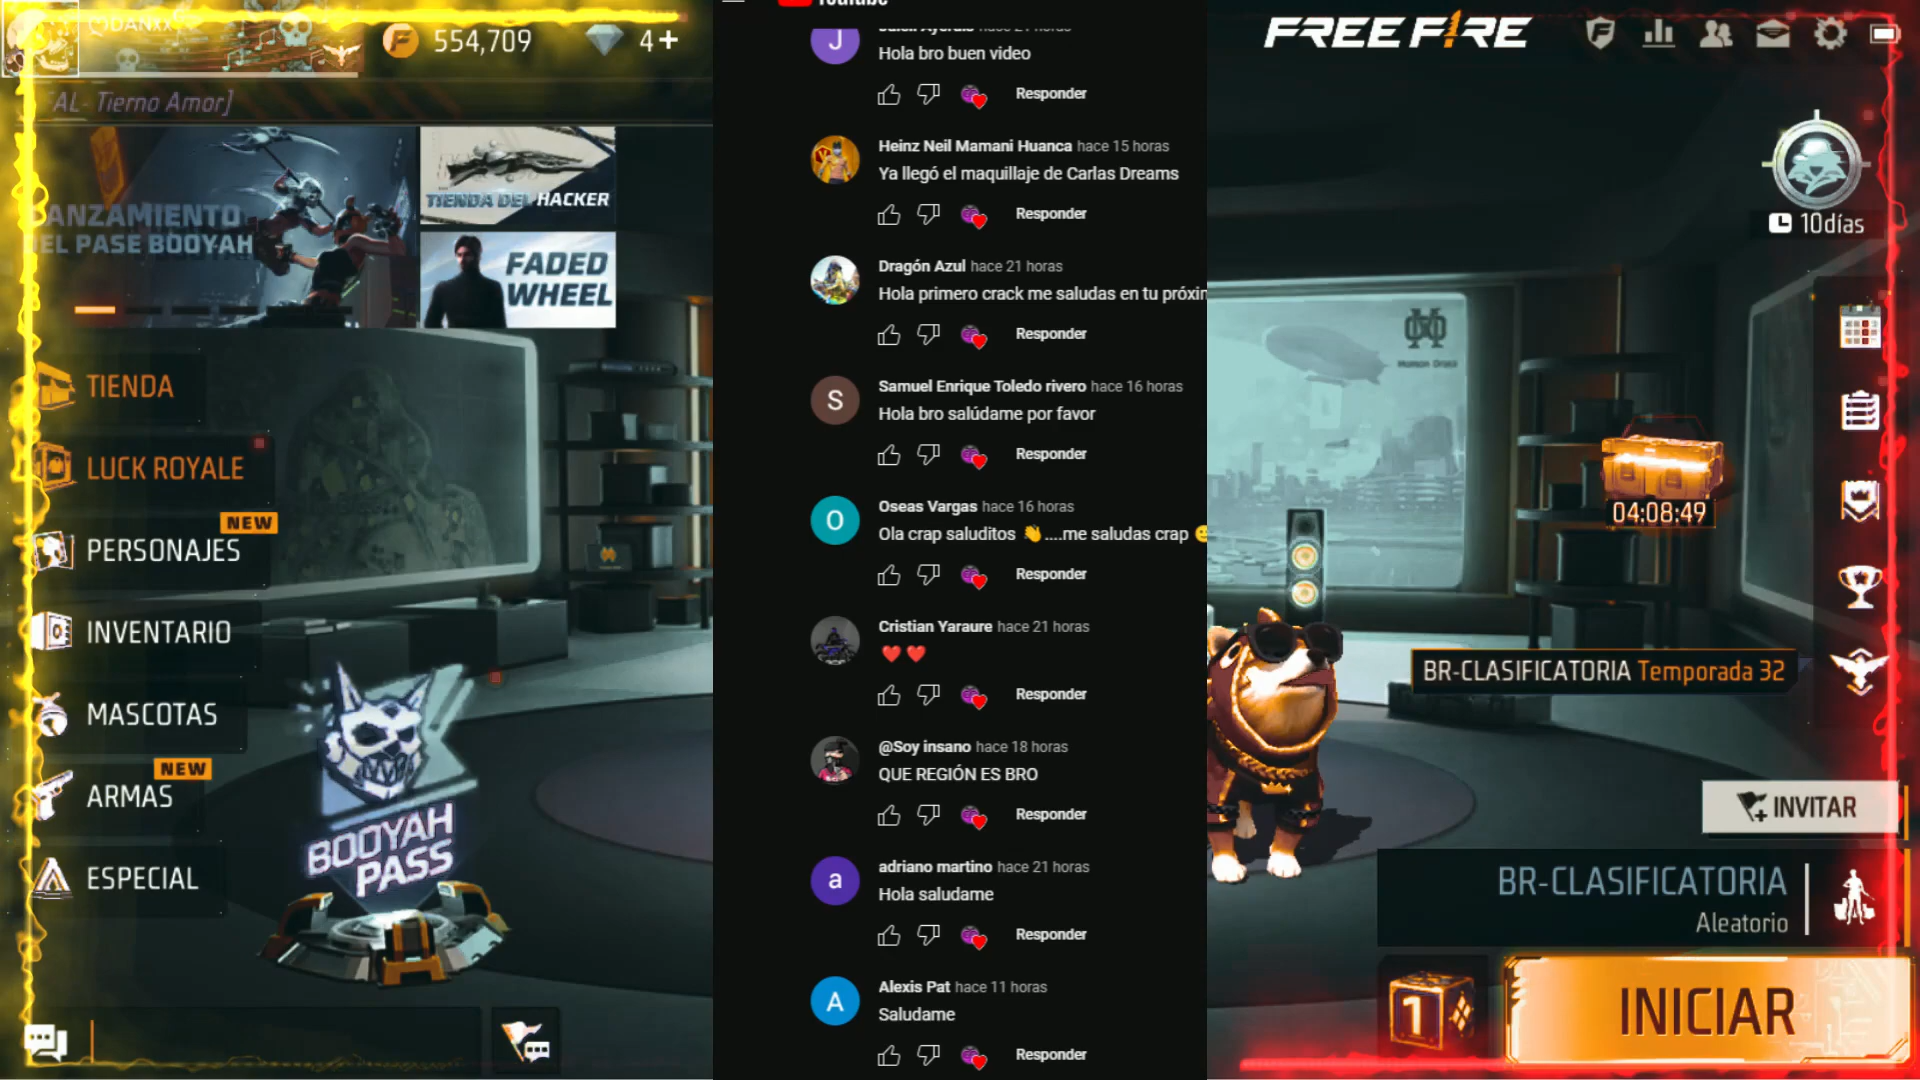 554,709
4+
AL- Tierno Amor]
LANZAMIENTO
DEL PASE BOOYAH
TIENDA DEL HACKER
FADED
WHEEL
TIENDA
LUCK ROYALE
NEW
PERSONAJES
INVENTARIO
MASCOTAS
NEW
ARMAS
ESPECIAL
BOOYAH
PASS
J
Hola bro buen video
Responder
Heinz Neil Mamani Huanca hace 15 horas
Ya llegó el maquillaje de Carlas Dreams
Responder
Dragón Azul hace 21 horas
Hola primero crack me saludas en tu próxi
Responder
S
Samuel Enrique Toledo rivero hace 16 horas
Hola bro salúdame por favor
Responder
O
Oseas Vargas hace 16 horas
Ola crap saluditos 👋....me saludas crap
Responder
Cristian Yaraure hace 21 horas
❤️ ❤️
Responder
@Soy insano hace 18 horas
QUE REGIÓN ES BRO
Responder
a
adriano martino hace 21 horas
Hola saludame
Responder
A
Alexis Pat hace 11 horas
Saludame
Responder
FREE FIRE
10días
04:08:49
BR-CLASIFICATORIA Temporada 32
INVITAR
BR-CLASIFICATORIA
Aleatorio
1
INICIAR